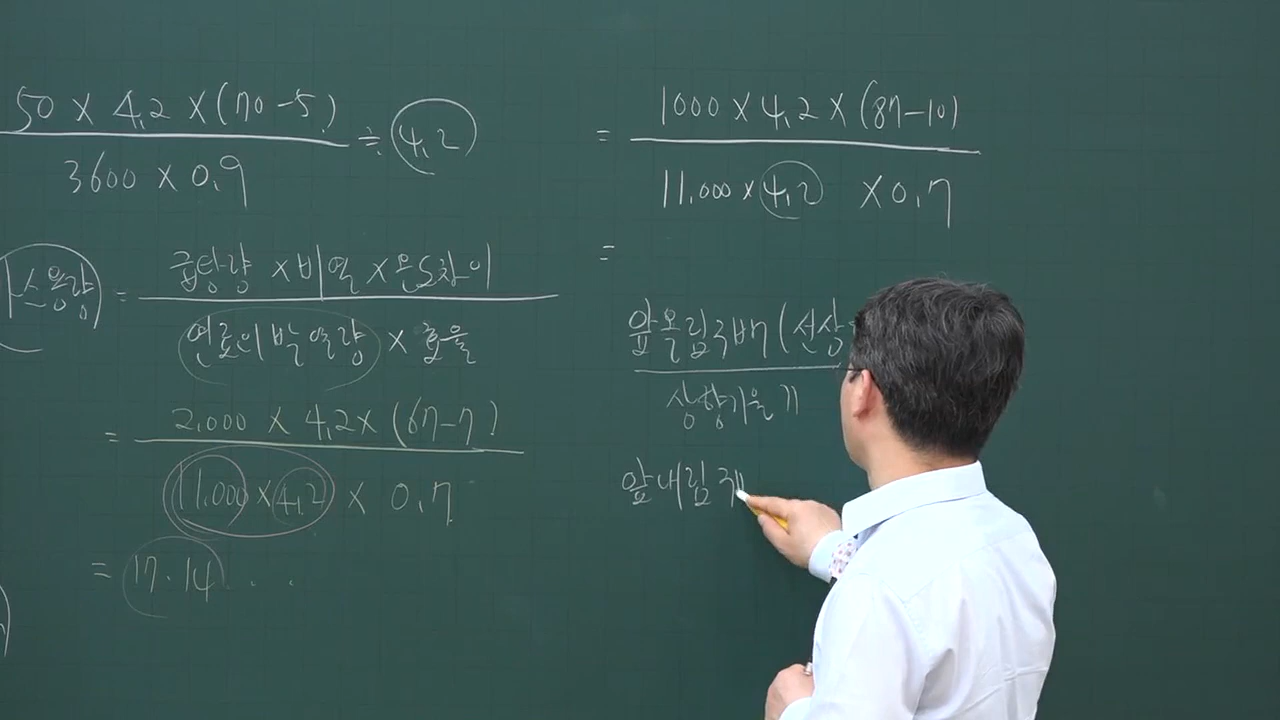 50 × 4,2 × (70-5)
3600 × 0,9
÷ 4,2
가스용량 = 급탕량 × 비열 × 온도차이
연료의 발열량 × 효율
= 2,000 × 4,2 × (67-7)
11,000 × 4,2 × 0,7
= 17.14...
= 1000 × 4,2 × (87-10)
11,000 × 4,2 × 0,7
=
앞올림구배 (선상
상향기울기
앞내림구